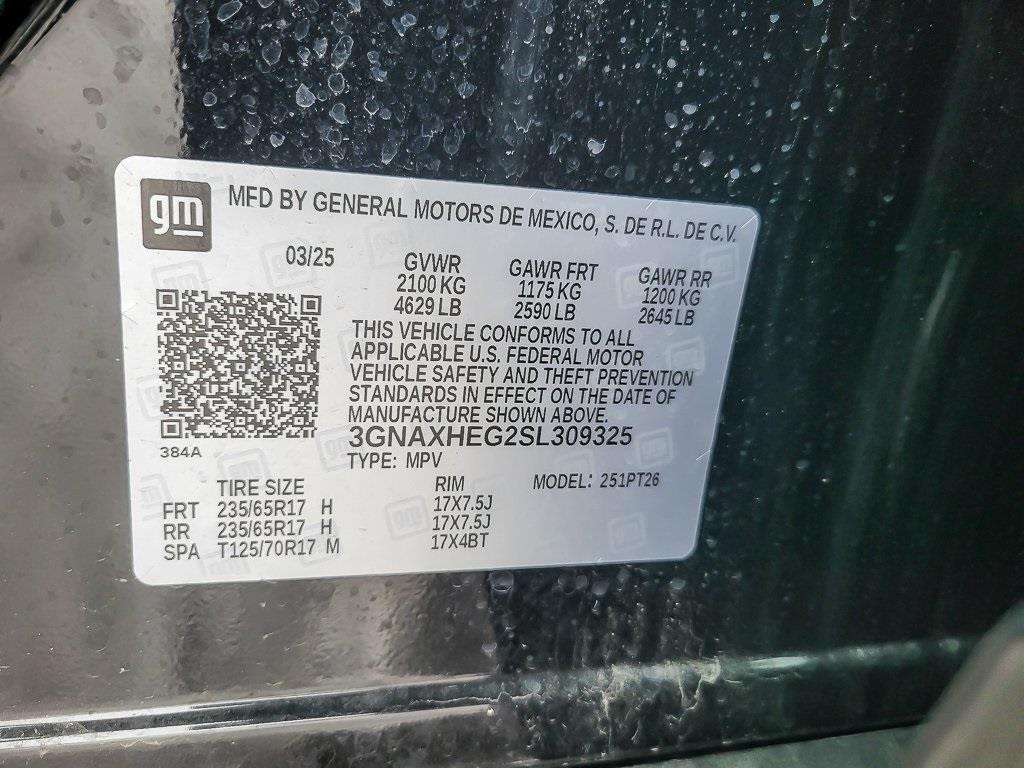 gm
MFD BY GENERAL MOTORS DE MEXICO, S. DE R.L. DE C.V.
03/25 GVWR GAWR FRT GAWR RR
2100 KG 1175 KG 1200 KG
4629 LB 2590 LB 2645 LB
THIS VEHICLE CONFORMS TO ALL
APPLICABLE U.S. FEDERAL MOTOR
VEHICLE SAFETY AND THEFT PREVENTION
STANDARDS IN EFFECT ON THE DATE OF
MANUFACTURE SHOWN ABOVE.
3GNAXHEG2SL309325
384A
TYPE: MPV
TIRE SIZE RIM MODEL: 251PT26
FRT 235/65R17 H 17X7.5J
RR 235/65R17 H 17X7.5J
SPA T125/70R17 M 17X4BT